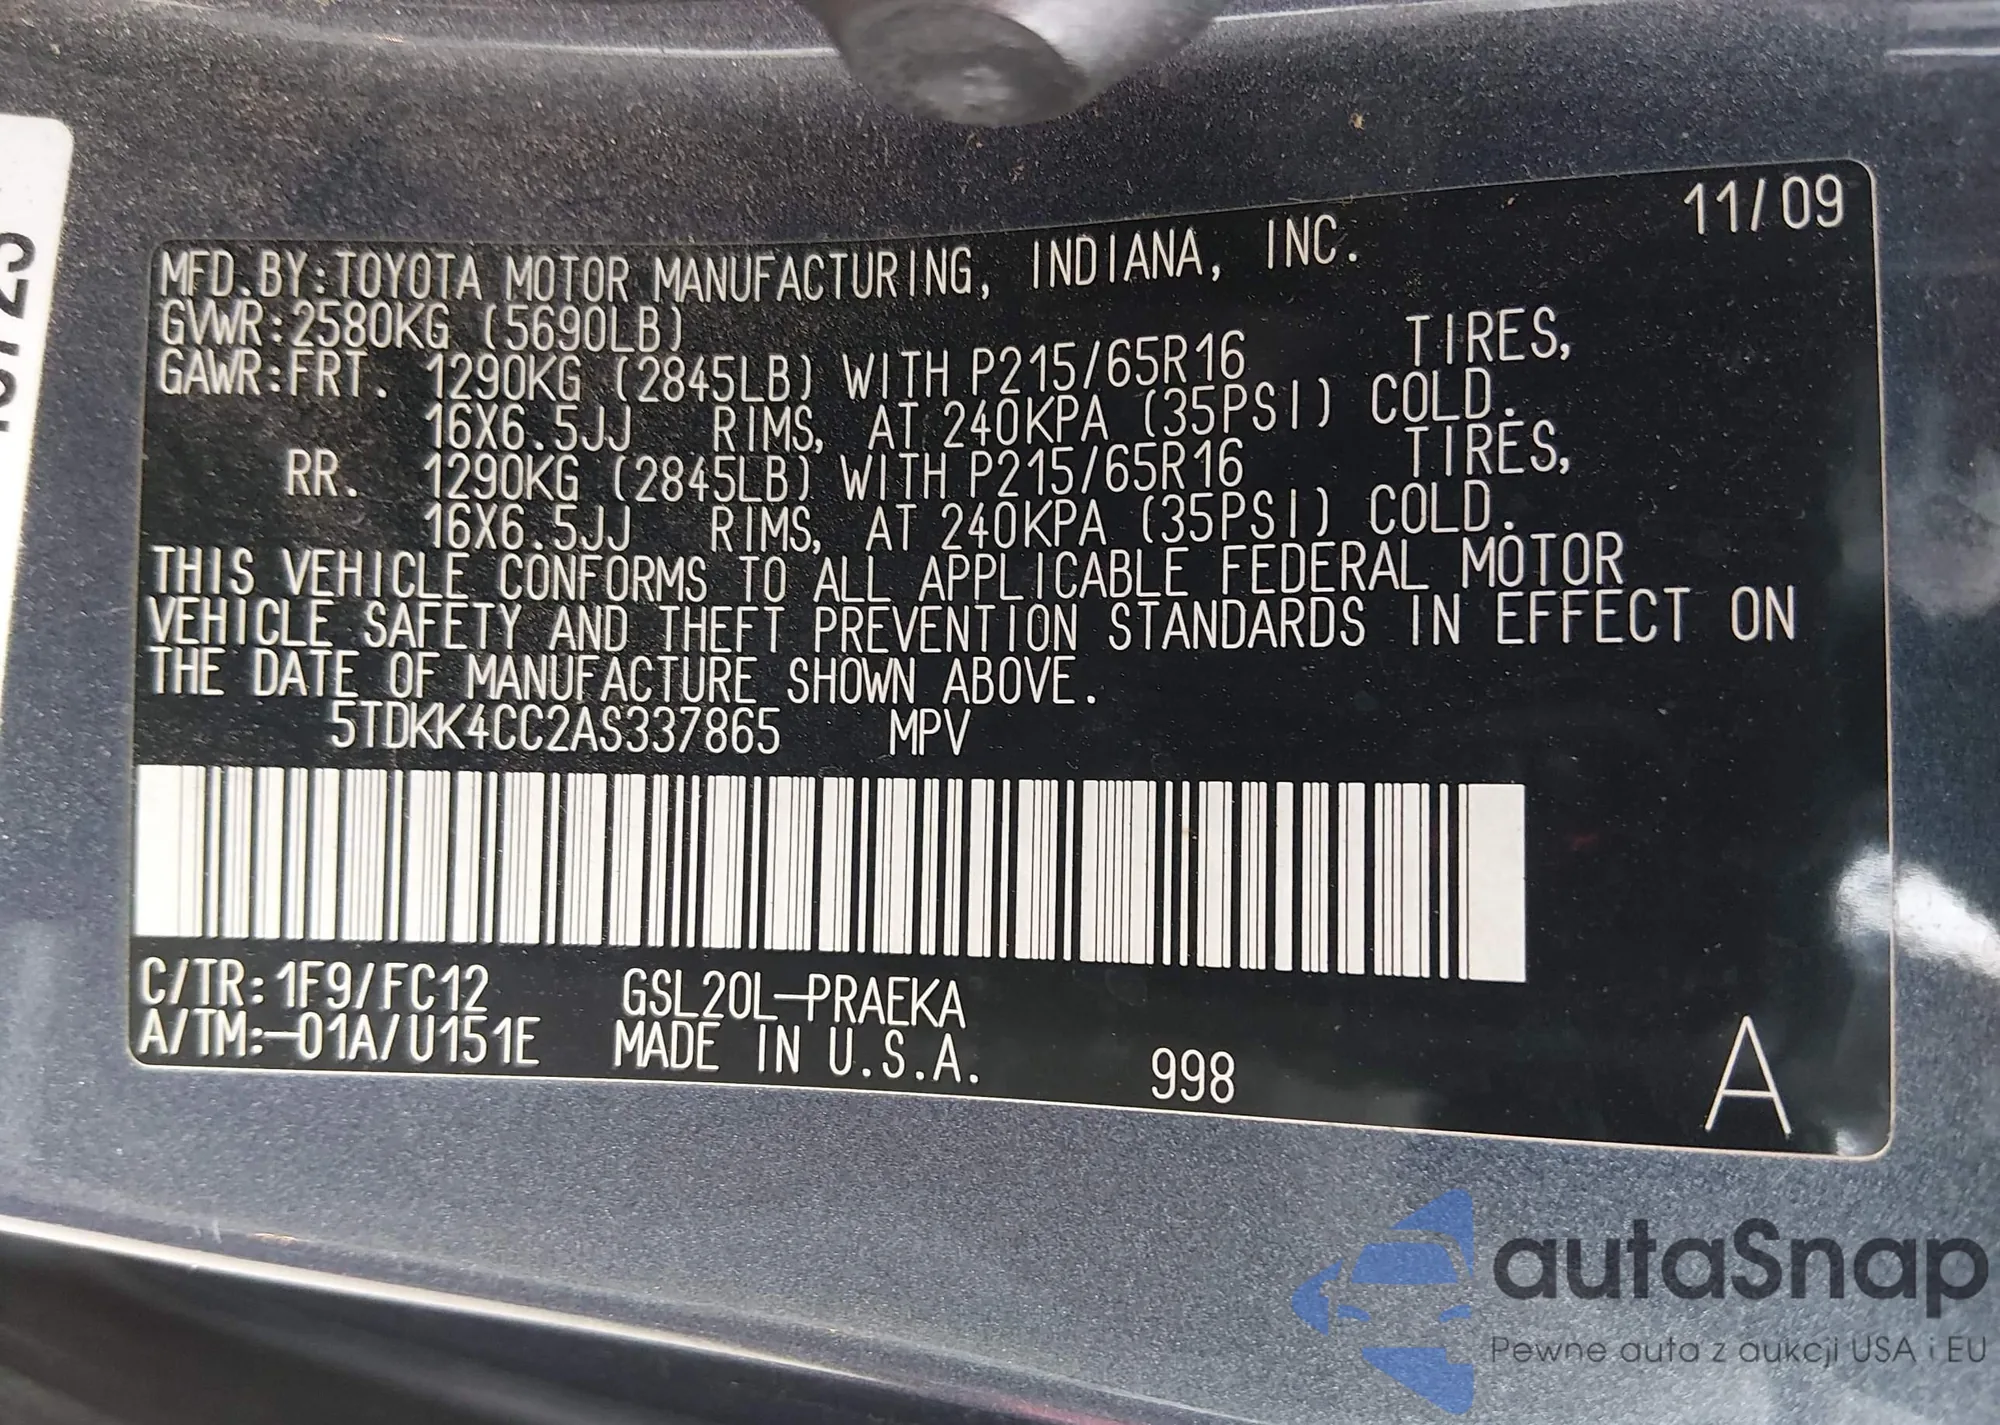 11/09
MFD.BY:TOYOTA MOTOR MANUFACTURING, INDIANA, INC.
GVWR:2580KG (5690LB)
GAWR:FRT. 1290KG (2845LB) WITH P215/65R16 TIRES,
16X6.5JJ RIMS, AT 240KPA (35PSI) COLD.
RR. 1290KG (2845LB) WITH P215/65R16 TIRES,
16X6.5JJ RIMS, AT 240KPA (35PSI) COLD.
THIS VEHICLE CONFORMS TO ALL APPLICABLE FEDERAL MOTOR
VEHICLE SAFETY AND THEFT PREVENTION STANDARDS IN EFFECT ON
THE DATE OF MANUFACTURE SHOWN ABOVE.
5TDKK4CC2AS337865 MPV
C/TR:1F9/FC12 GSL20L-PRAEKA
A/TM:-01A/U151E MADE IN U.S.A. 998
A
autaSnap
Pewne auta z aukcji USA i EU